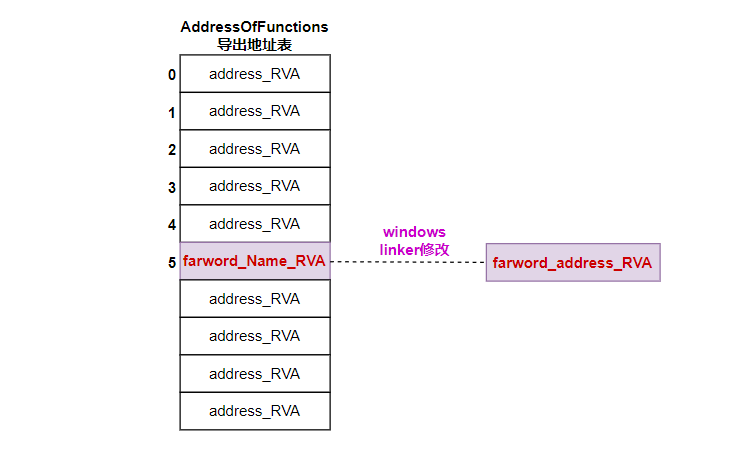 AddressOfFunctions
导出地址表
0 address_RVA
1 address_RVA
2 address_RVA
3 address_RVA
4 address_RVA
windows
linker修改
5 farword_Name_RVA farword_address_RVA
address_RVA
address_RVA
address_RVA
address_RVA